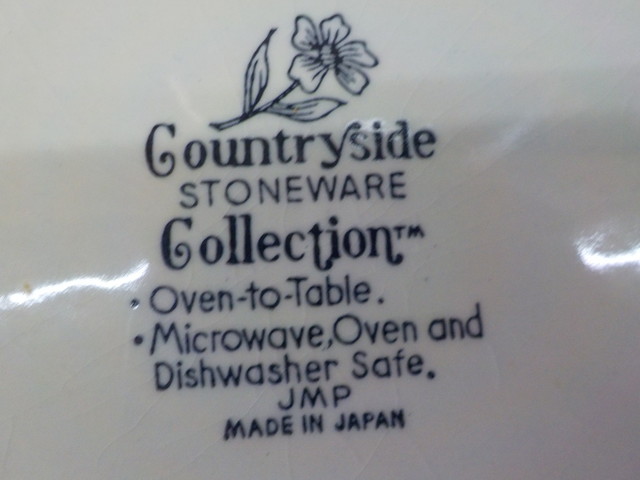 Countryside
STONEWARE
Collection™
• Oven-to-Table.
• Microwave,Oven and
Dishwasher Safe.
JMP
MADE IN JAPAN